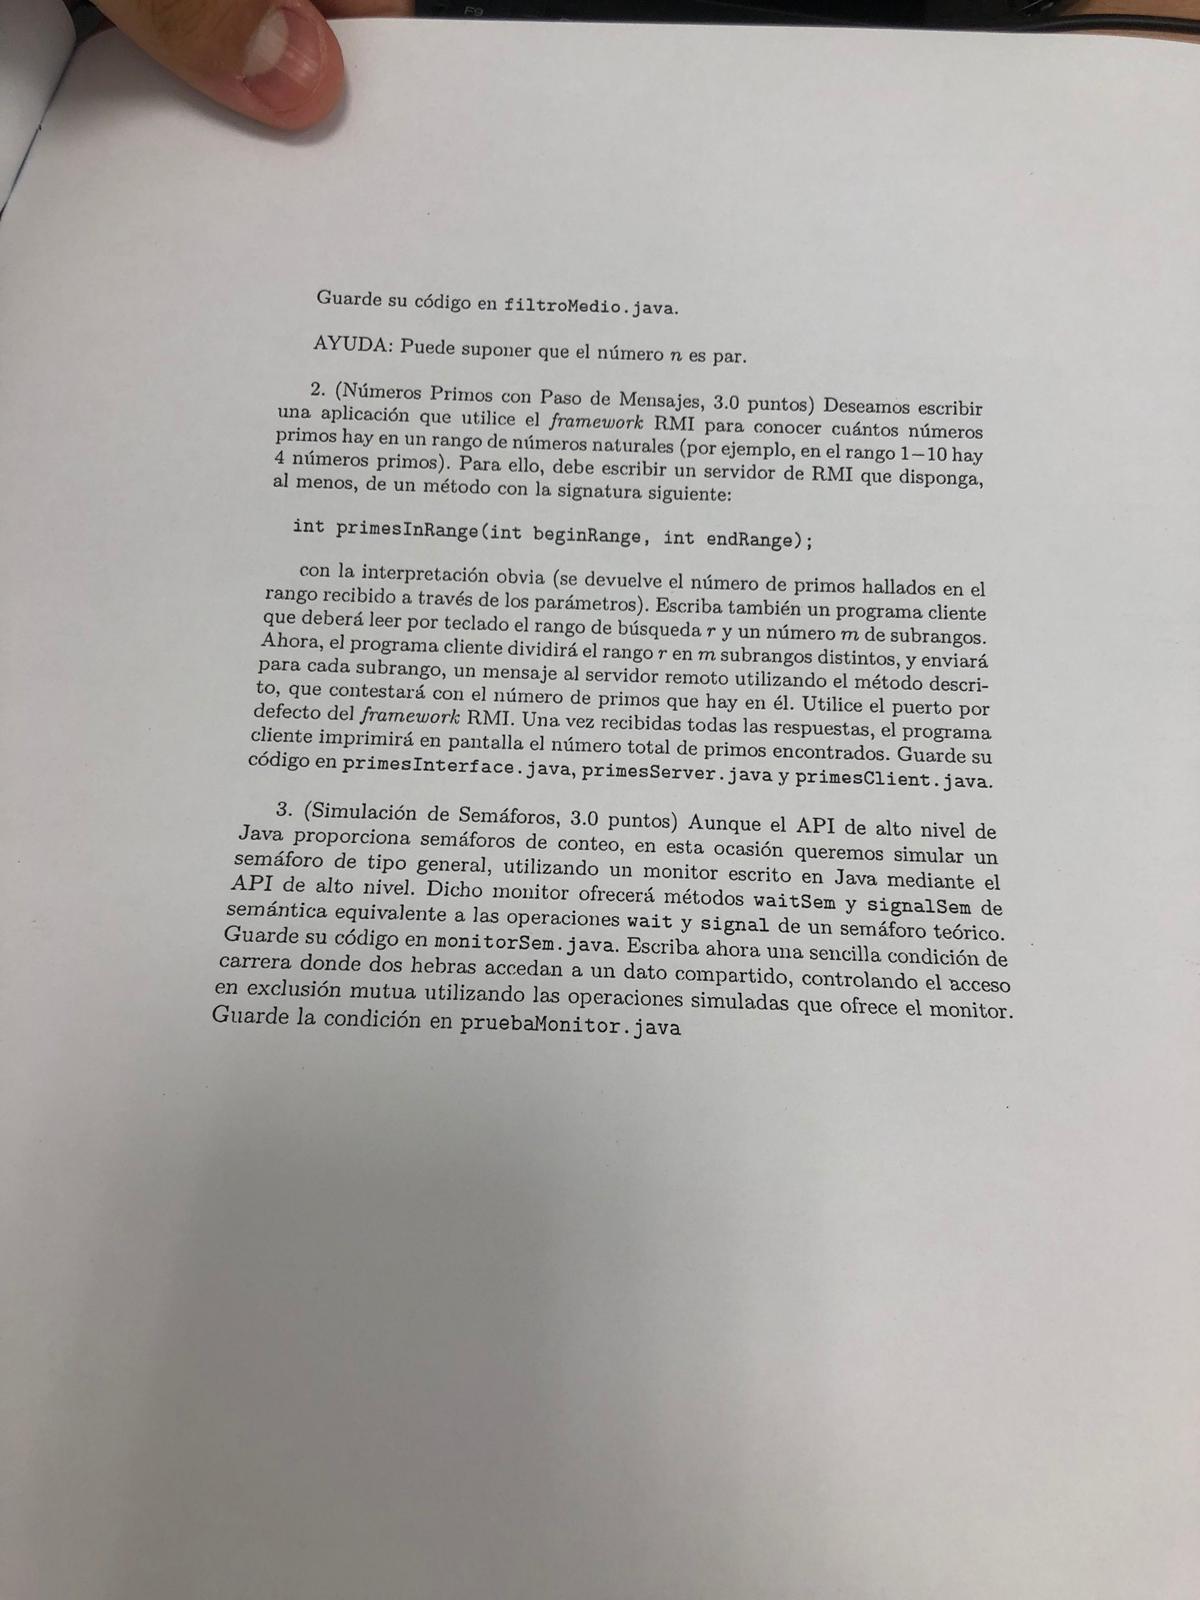 F9
Guarde su código en filtroMedio.java.
AYUDA: Puede suponer que el número n es par.
2. (Números Primos con Paso de Mensajes, 3.0 puntos) Deseamos escribir
una aplicación que utilice el framework RMI para conocer cuántos números
primos hay en un rango de números naturales (por ejemplo, en el rango 1−10 hay
4 números primos). Para ello, debe escribir un servidor de RMI que disponga,
al menos, de un método con la signatura siguiente:
int primesInRange(int beginRange, int endRange);
con la interpretación obvia (se devuelve el número de primos hallados en el
rango recibido a través de los parámetros). Escriba también un programa cliente
que deberá leer por teclado el rango de búsqueda r y un número m de subrangos.
Ahora, el programa cliente dividirá el rango r en m subrangos distintos, y enviará
para cada subrango, un mensaje al servidor remoto utilizando el método descri-
to, que contestará con el número de primos que hay en él. Utilice el puerto por
defecto del framework RMI. Una vez recibidas todas las respuestas, el programa
cliente imprimirá en pantalla el número total de primos encontrados. Guarde su
código en primesInterface.java, primesServer.java y primesClient.java.
3. (Simulación de Semáforos, 3.0 puntos) Aunque el API de alto nivel de
Java proporciona semáforos de conteo, en esta ocasión queremos simular un
semáforo de tipo general, utilizando un monitor escrito en Java mediante el
API de alto nivel. Dicho monitor ofrecerá métodos waitSem y signalSem de
semántica equivalente a las operaciones wait y signal de un semáforo teórico.
Guarde su código en monitorSem.java. Escriba ahora una sencilla condición de
carrera donde dos hebras accedan a un dato compartido, controlando el acceso
en exclusión mutua utilizando las operaciones simuladas que ofrece el monitor.
Guarde la condición en pruebaMonitor.java